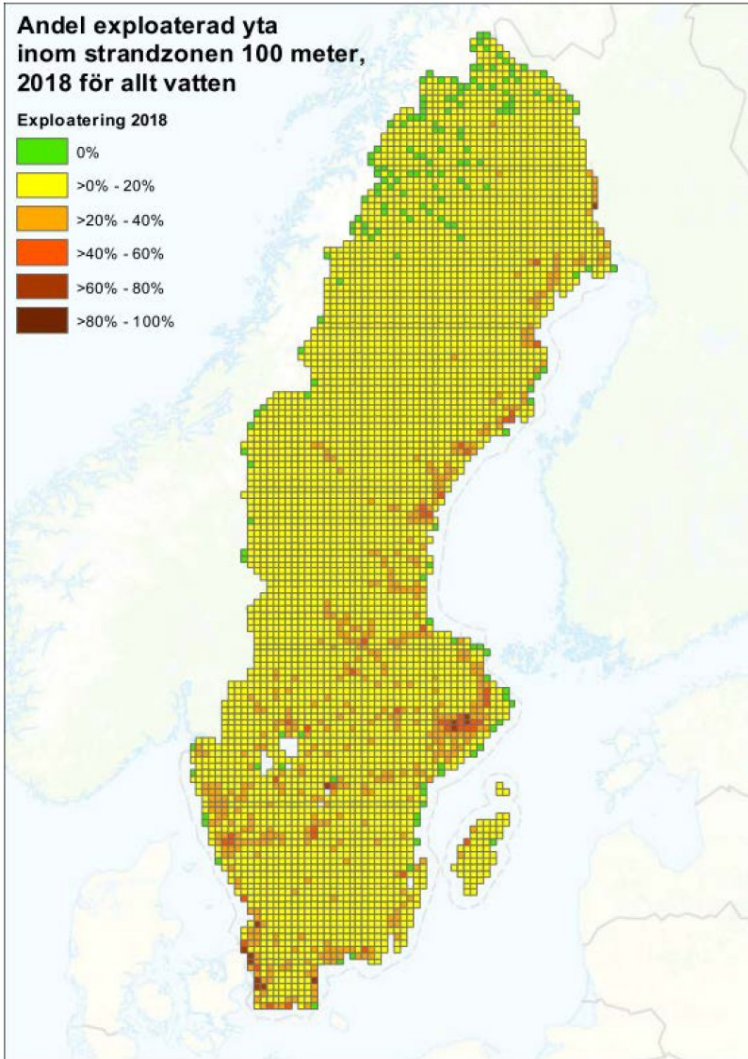 Andel exploaterad yta
inom strandzonen 100 meter,
2018 för allt vatten
Exploatering 2018
0%
>0% - 20%
>20% - 40%
>40% - 60%
>60% - 80%
>80% - 100%